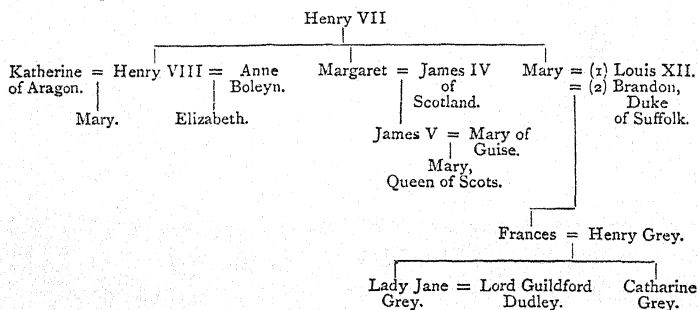 Henry VII
Katherine = Henry VIII = Anne Margaret = James IV Mary = (1) Louis XII.
of Aragon. Boleyn. of = (2) Brandon,
Scotland. Duke
Mary. Elizabeth. of Suffolk.
James V = Mary of
Guise.
Mary,
Queen of Scots.
Frances = Henry Grey.
Lady Jane = Lord Guildford Catharine
Grey. Dudley. Grey.